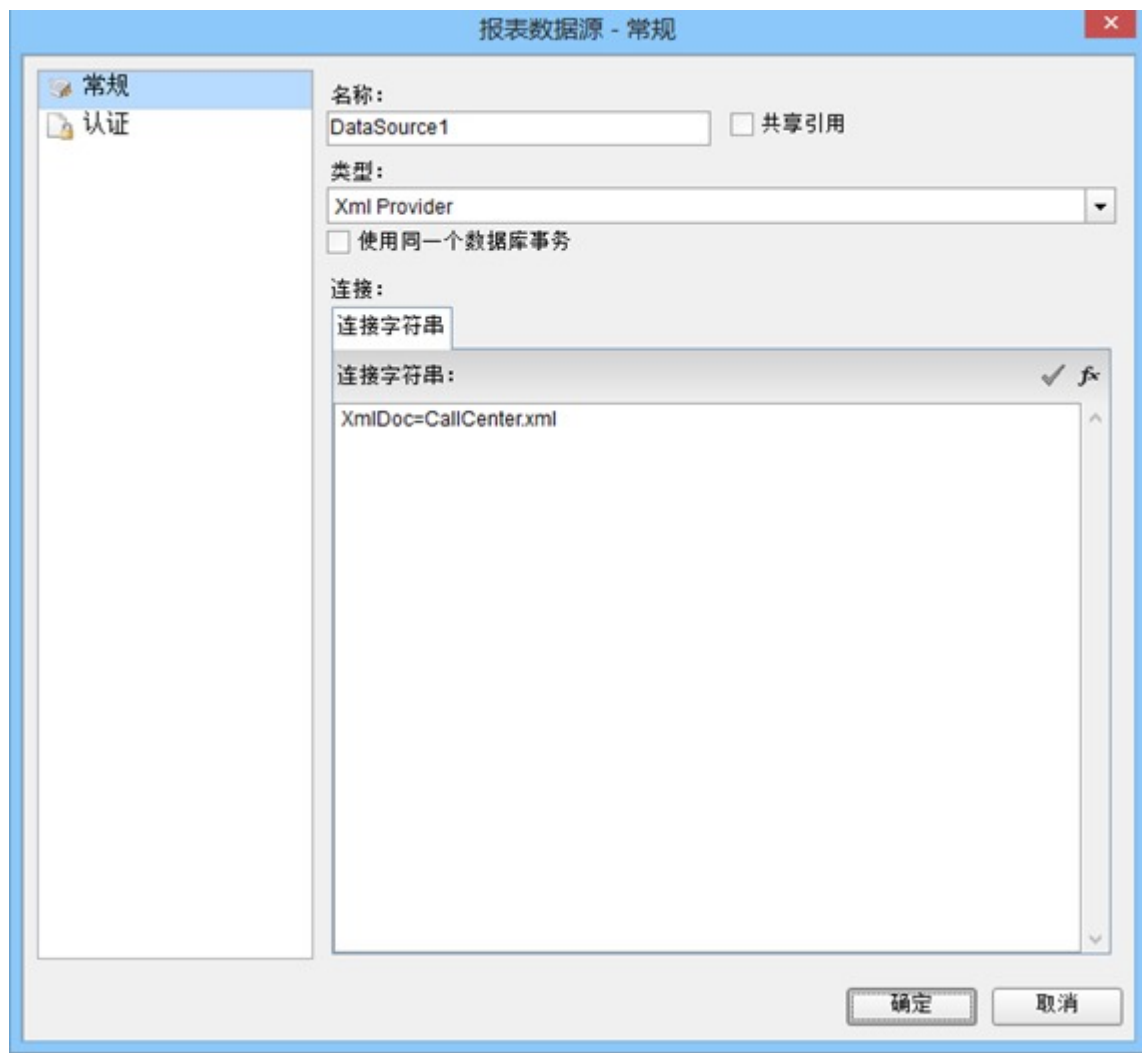 报表数据源 - 常规
常规
认证
名称:
DataSource1
共享引用
类型:
Xml Provider
使用同一个数据库事务
连接:
连接字符串
连接字符串:
fx
XmlDoc=CallCenter.xml
确定
取消